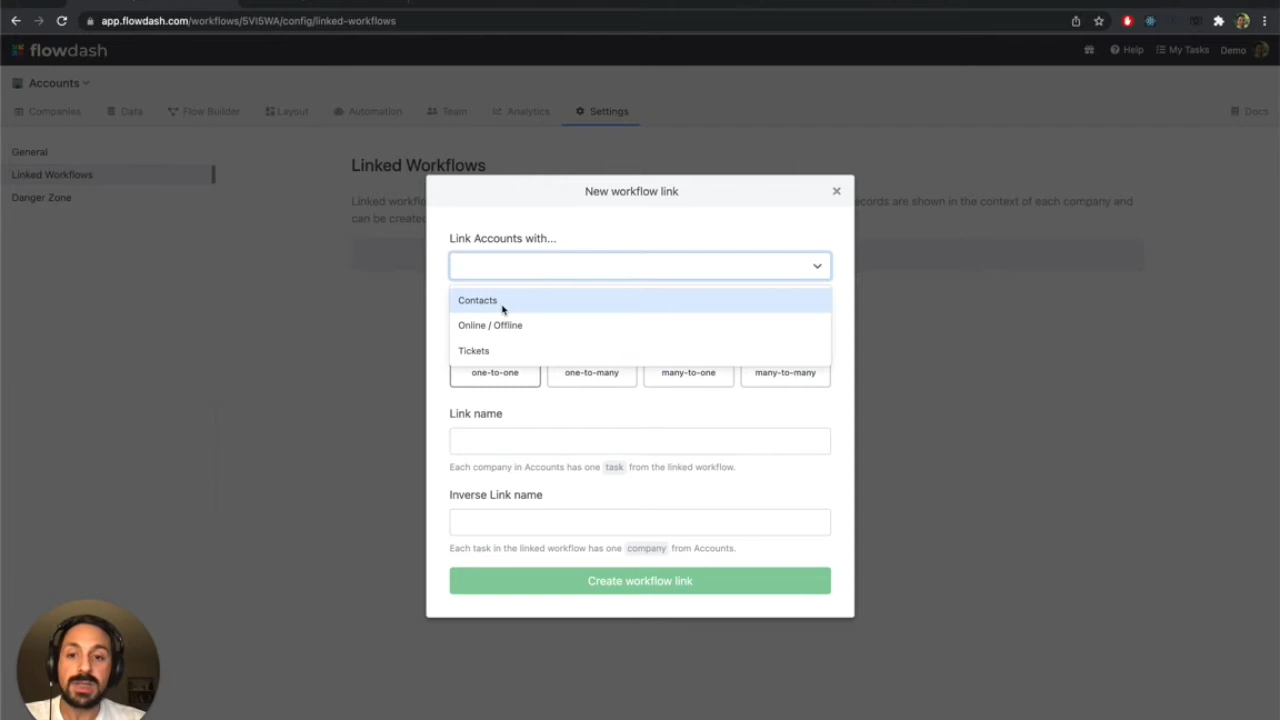 app.flowdash.com/workflows/5VI5WA/config/linked-workflows
flowdash
Help
My Tasks
Demo
Accounts
Companies
Data
Flow Builder
Layout
Automation
Team
Analytics
Settings
Docs
General
Linked Workflows
Danger Zone
Linked Workflows
Linked workflo
ecords are shown in the context of each company and
can be create
New workflow link
Link Accounts with...
Contacts
Online / Offline
Tickets
one-to-one
one-to-many
many-to-one
many-to-many
Link name
Each company in Accounts has one task from the linked workflow.
Inverse Link name
Each task in the linked workflow has one company from Accounts.
Create workflow link